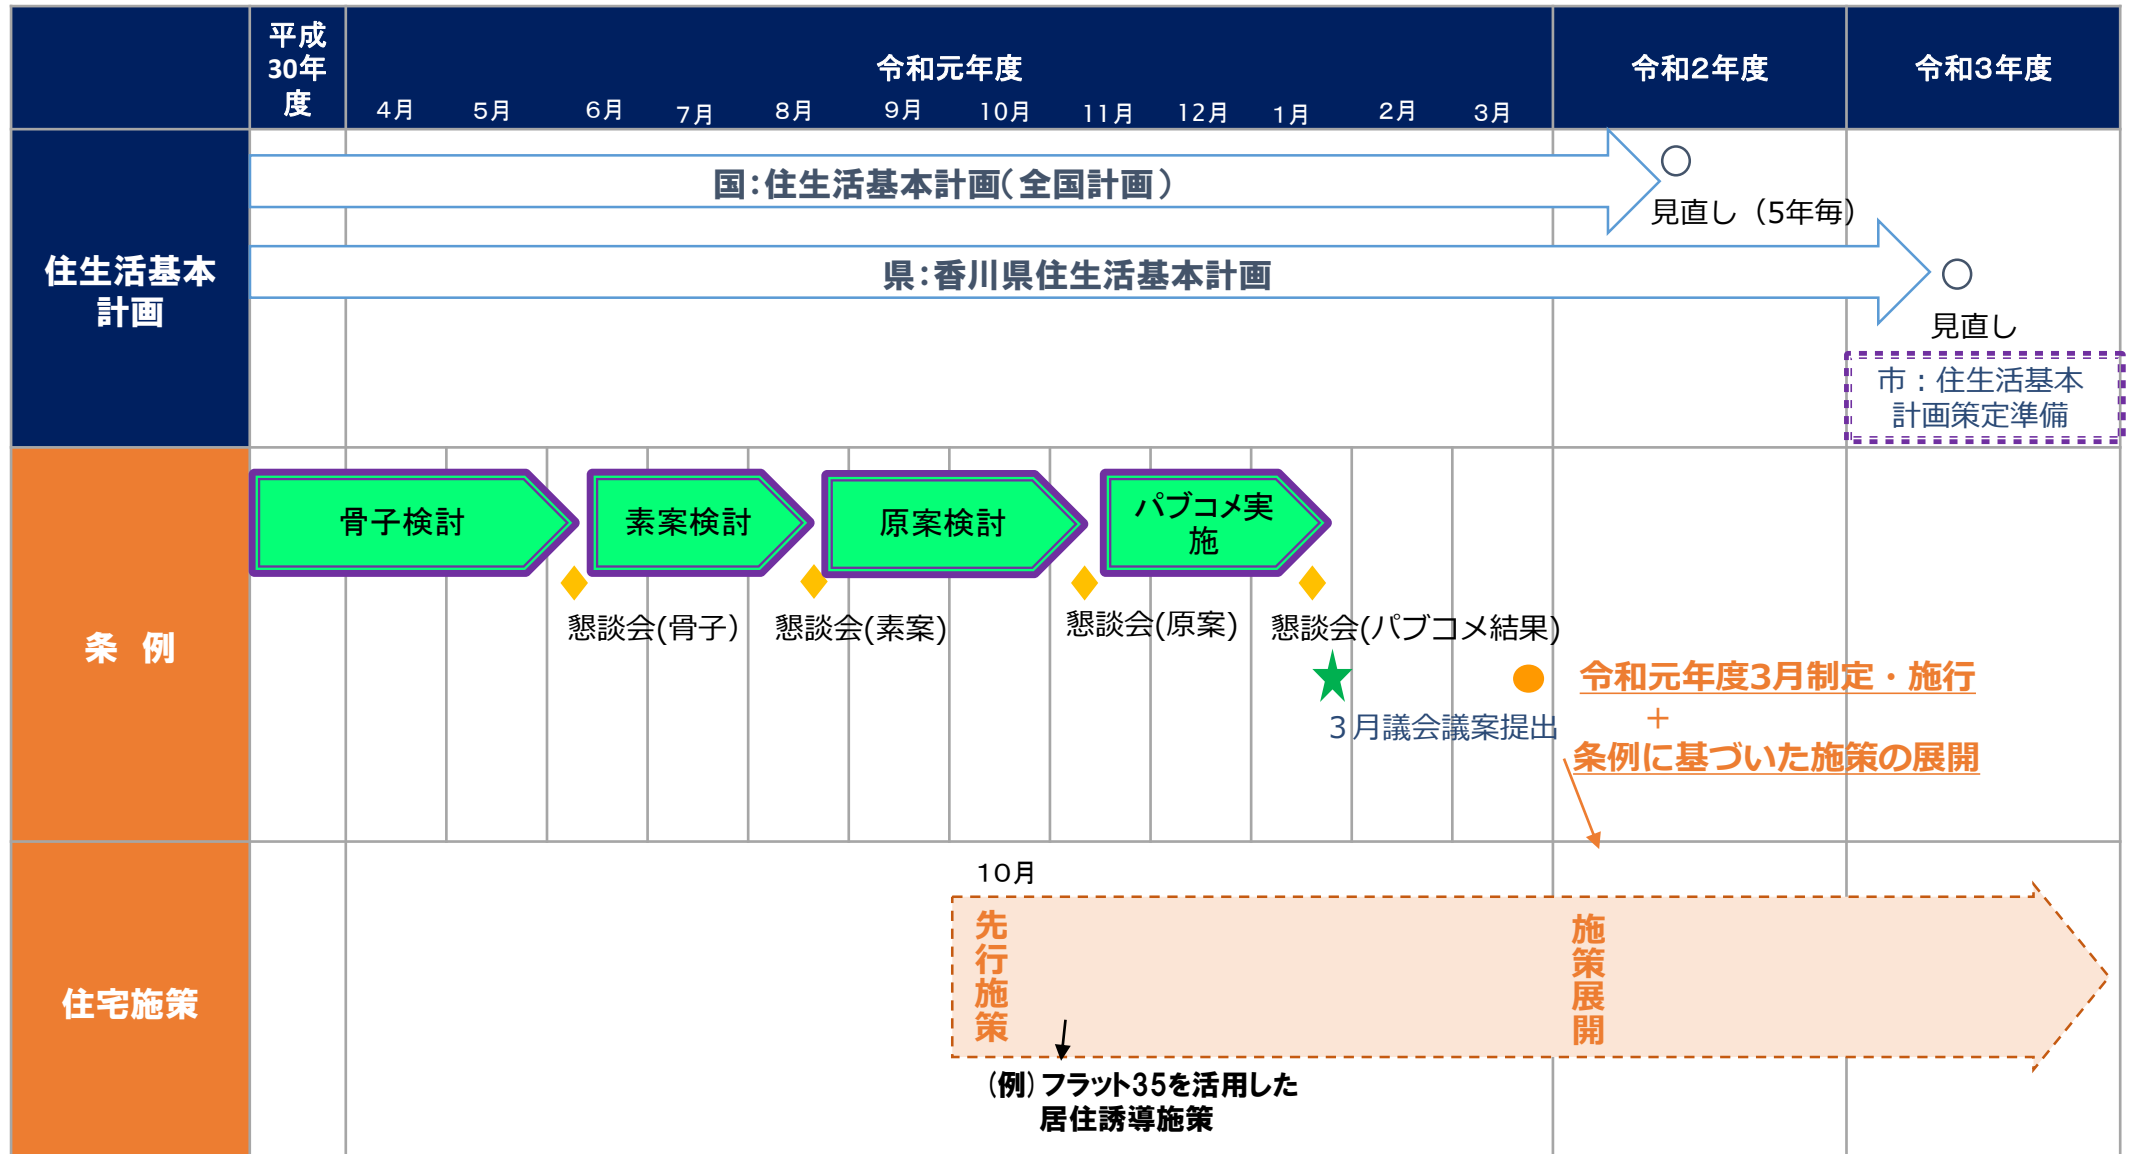 平成
30年
度
令和元年度
令和2年度
令和3年度
4月
5月
6月
7月
8月
9月
10月
11月
12月
1月
2月
3月
住生活基本
計画
国：住生活基本計画（全国計画）
見直し（5年毎）
県：香川県住生活基本計画
見直し
市：住生活基本
計画策定準備
条 例
骨子検討
素案検討
原案検討
パブコメ実
施
懇談会(骨子）
懇談会(素案)
懇談会(原案)
懇談会(パブコメ結果)
３月議会議案提出
令和元年度3月制定・施行
＋
条例に基づいた施策の展開
住宅施策
10月
先行施策
施策展開
（例）フラット35を活用した
居住誘導施策